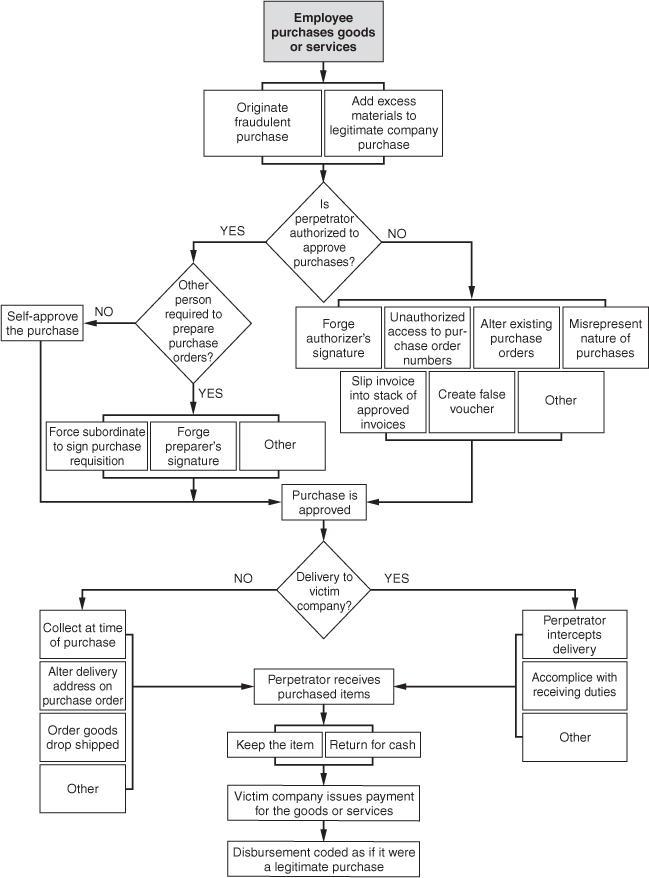 Employee
purchases goods
or services
Originate
fraudulent
purchase
Add excess
materials to
legitimate company
purchase
Is
perpetrator
authorized to
approve
purchases?
YES
NO
Other
person
required to
prepare
purchase
orders?
NO
Self-approve
the purchase
YES
Force subordinate
to sign purchase
requisition
Forge
preparer's
signature
Other
Forge
authorizer's
signature
Unauthorized
access to pur-
chase order
numbers
Alter existing
purchase
orders
Misrepresent
nature of
purchases
Slip invoice
into stack of
approved
invoices
Create false
voucher
Other
Purchase is
approved
Delivery to
victim
company?
NO
YES
Collect at time
of purchase
Alter delivery
address on
purchase order
Order goods
drop shipped
Other
Perpetrator
intercepts
delivery
Accomplice with
receiving duties
Other
Perpetrator receives
purchased items
Keep the item
Return for cash
Victim company issues payment
for the goods or services
Disbursement coded as if it were
a legitimate purchase